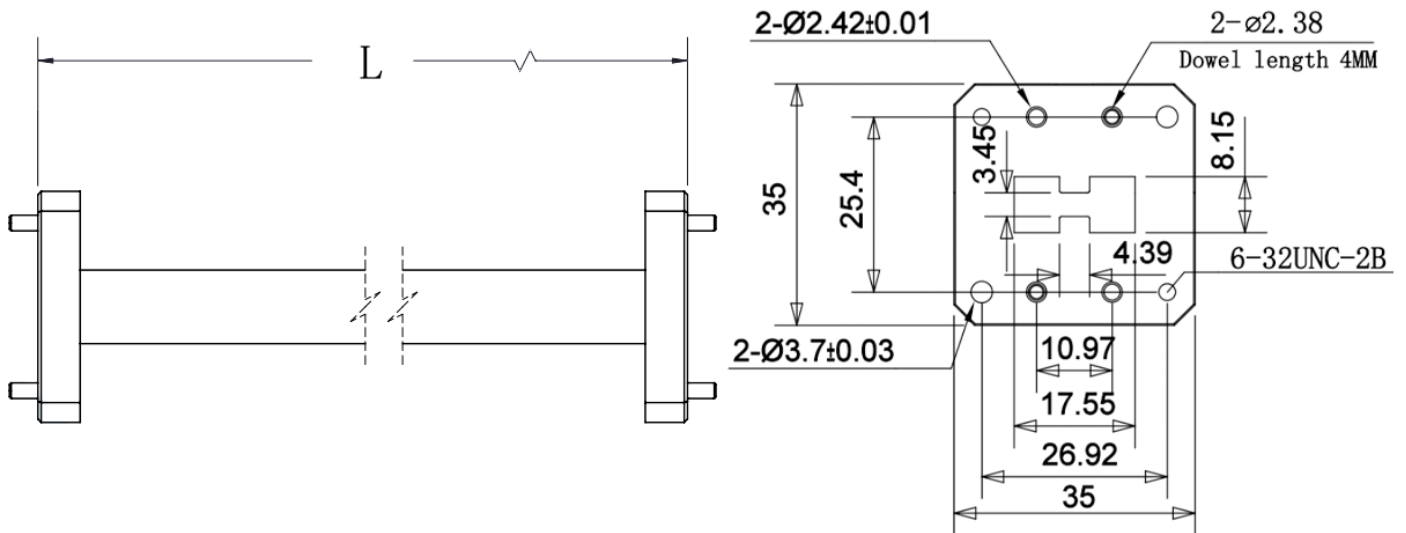 L
2-Ø2.42±0.01
2-ø2.38
Dowel length 4MM
35
25.4
3.45
8.15
4.39
6-32UNC-2B
2-Ø3.7±0.03
10.97
17.55
26.92
35